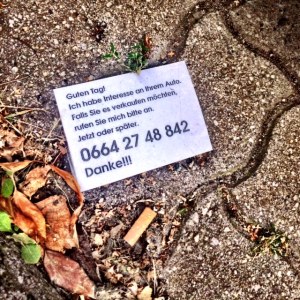 Guten Tag!
Ich habe Interesse an Ihrem Auto.
Falls Sie es verkaufen möchten,
rufen Sie mich bitte an.
Jetzt oder später.
0664 27 48 842
Danke!!!